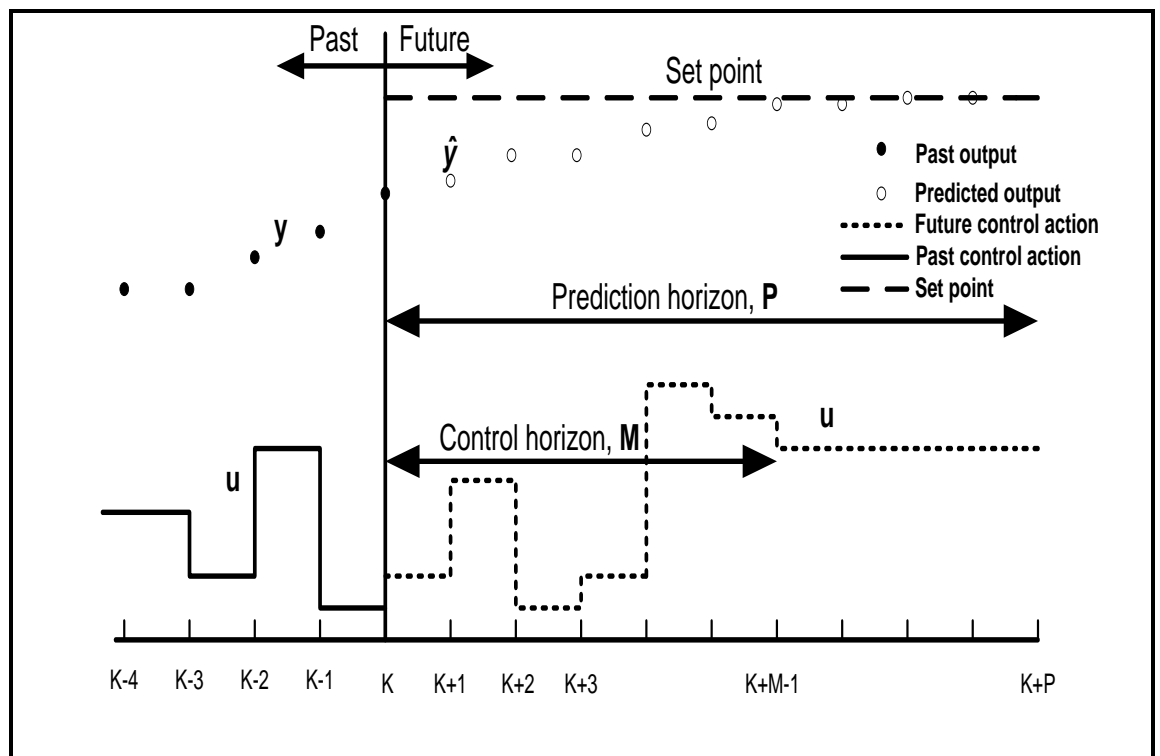 Past Future
Set point
ŷ
y
Past output
Predicted output
Future control action
Past control action
Set point
Prediction horizon, P
Control horizon, M
u
u
K-4 K-3 K-2 K-1 K K+1 K+2 K+3 K+M-1 K+P